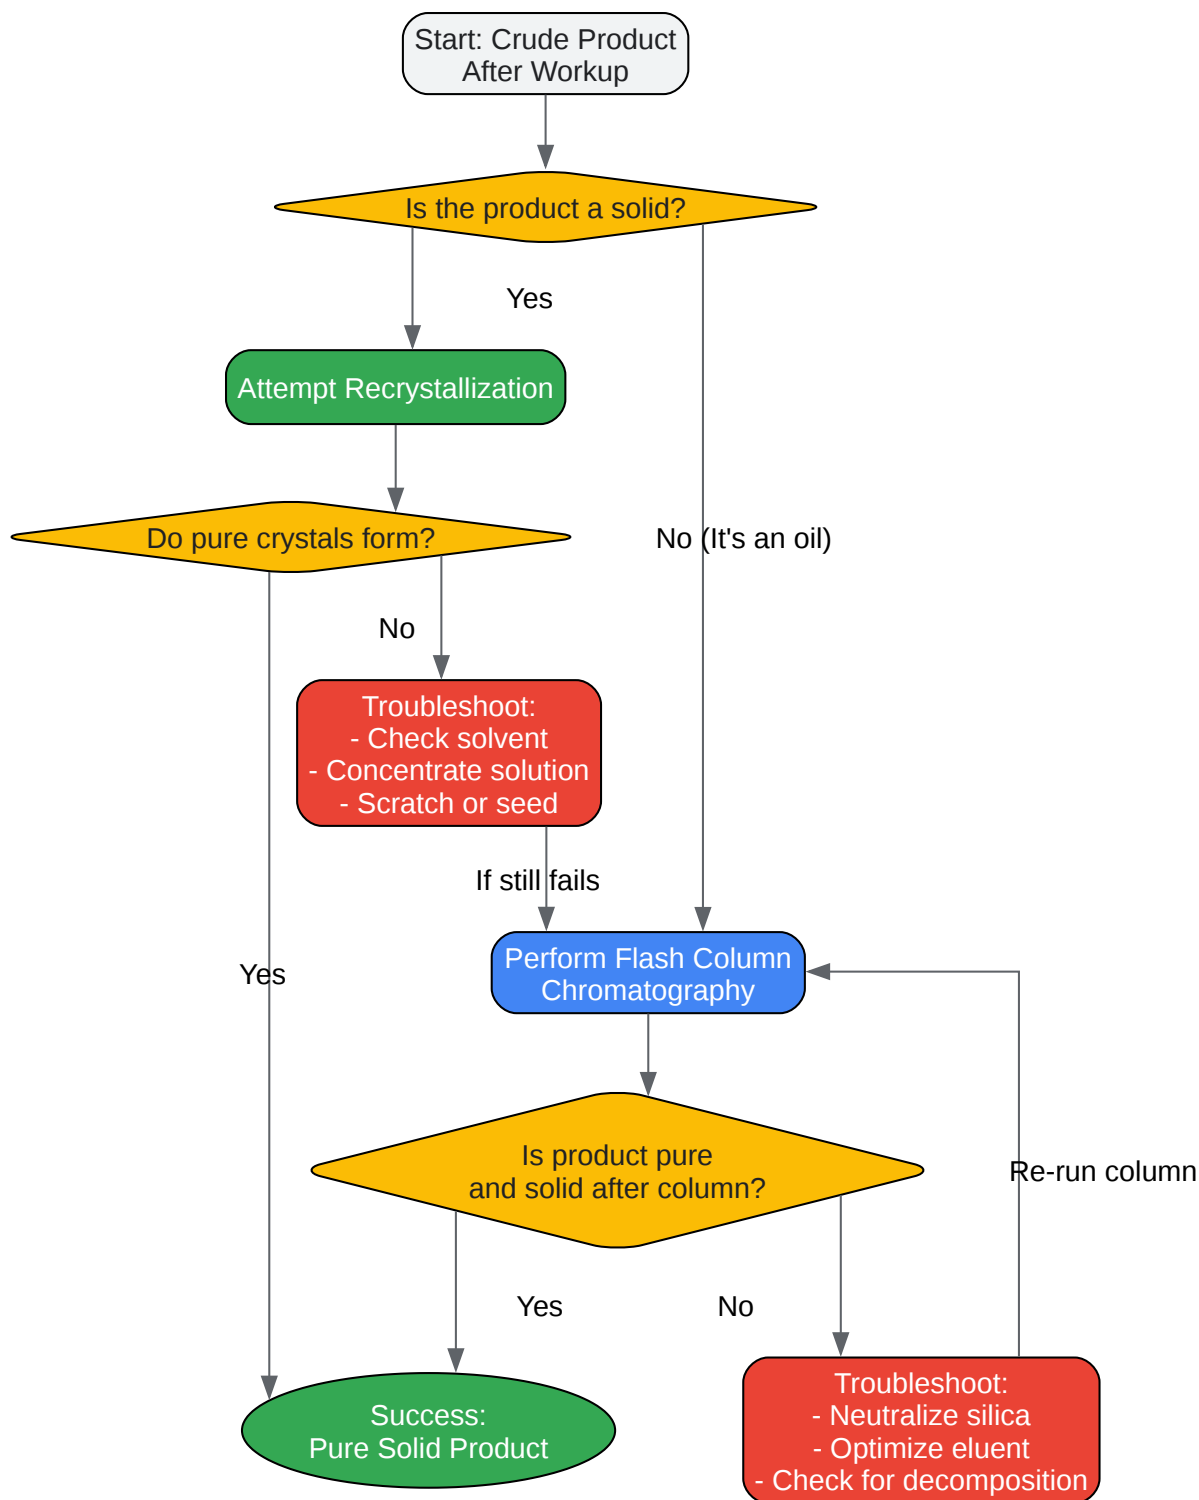 Start: Crude Product
After Workup
Is the product a solid?
Yes
Attempt Recrystallization
Do pure crystals form?
No (It's an oil)
No
Troubleshoot:
- Check solvent
- Concentrate solution
- Scratch or seed
If still fails
Perform Flash Column
Chromatography
Yes
Is product pure
and solid after column?
Re-run column
Yes
No
Success:
Pure Solid Product
Troubleshoot:
- Neutralize silica
- Optimize eluent
- Check for decomposition